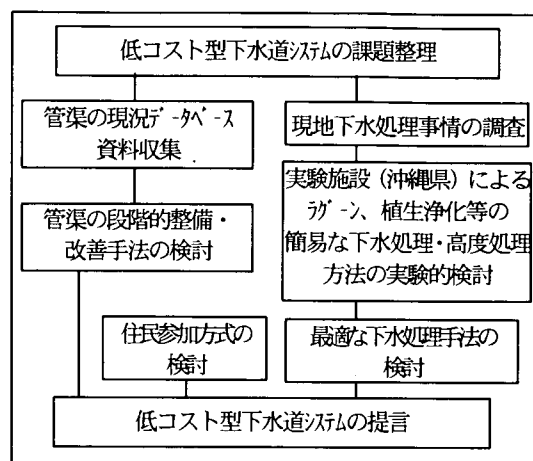 低コスト型下水道ｼｽﾃﾑの課題整理
管渠の現況ﾃﾞｰﾀﾍﾞｰｽ
資料収集
現地下水処理事情の調査
管渠の段階的整備・
改善手法の検討
実験施設（沖縄県）による
ﾗｸﾞｰﾝ、植生浄化等の
簡易な下水処理・高度処理
方法の実験的検討
住民参加方式の
検討
最適な下水処理手法の
検討
低コスト型下水道ｼｽﾃﾑの提言